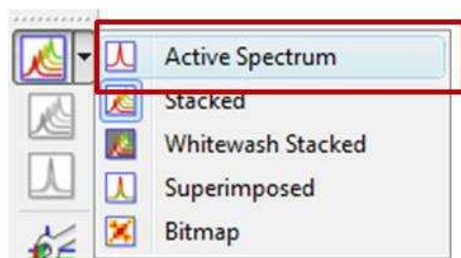 Active Spectrum
Stacked
Whitewash Stacked
Superimposed
Bitmap